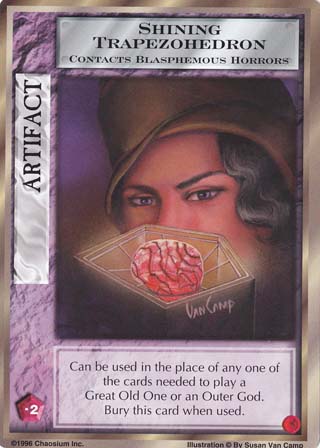 SHINING
TRAPEZOHEDRON
CONTACTS BLASPHEMOUS HORRORS
ARTIFACT
VAN CAMP
Can be used in the place of any one of
the cards needed to play a
Great Old One or an Outer God.
Bury this card when used.
-2
©1996 Chaosium Inc.
Illustration © By Susan Van Camp